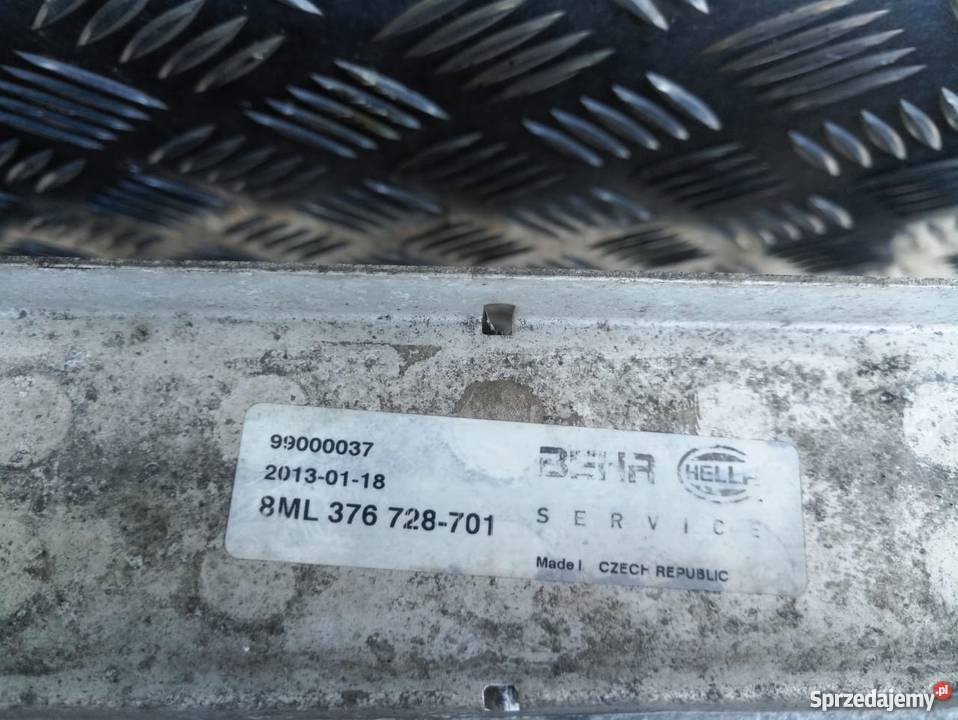 99000037
2013-01-18
8ML 376 728-701
BEHR HELLA
SERVICE
Made I CZECH REPUBLIC
Sprzedajemy.pl